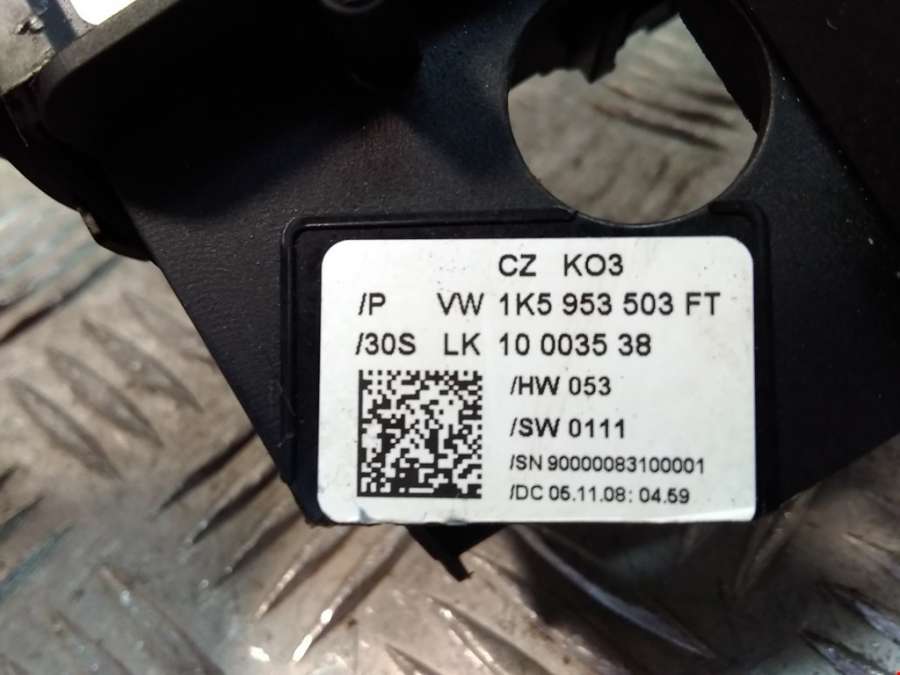 CZ KO3
/P VW 1K5 953 503 FT
/30S LK 10 0035 38
/HW 053
/SW 0111
/SN 90000083100001
/DC 05.11.08: 04.59